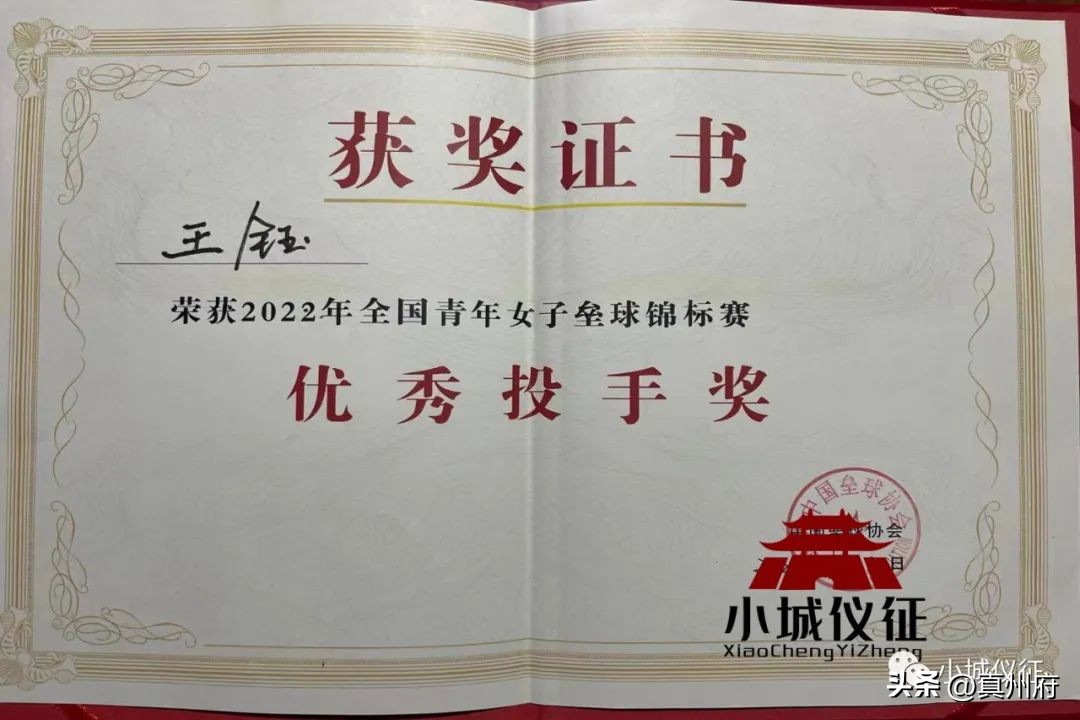 获奖证书
王钰
荣获2022年全国青年女子垒球锦标赛
优秀投手奖
中国垒球协会
协会
日
小城仪征
XiaoChengYiZheng
小城仪征
头条 @真州府